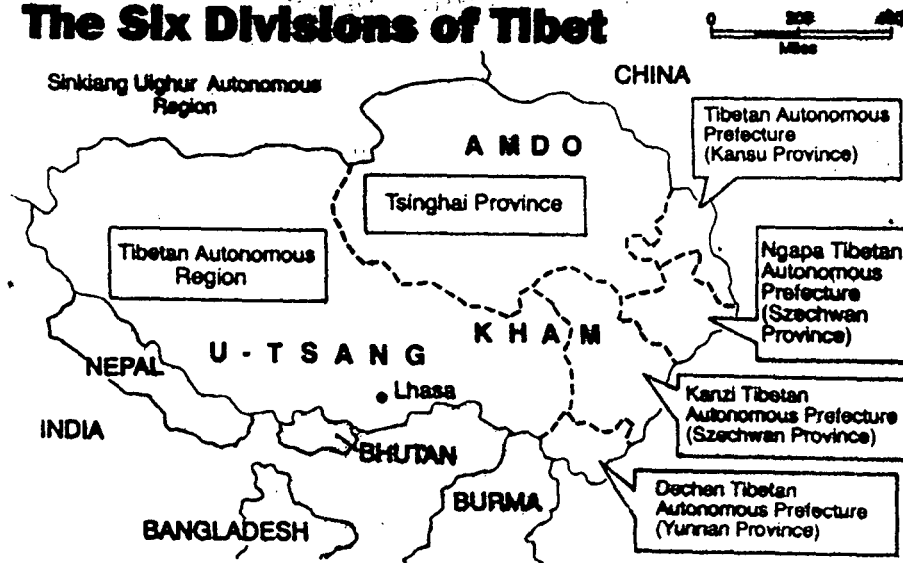 The Six Divisions of Tibet
0
Miles
Sinkiang Uighur Autonomous
Region
CHINA
Tibetan Autonomous
Prefecture
(Kansu Province)
A M D O
Tsinghai Province
Tibetan Autonomous
Region
Ngapa Tibetan
Autonomous
Prefecture
(Szechwan
Province)
K H A M
U - T S A N G
NEPAL
Lhasa
Kanzi Tibetan
Autonomous Prefecture
(Szechwan Province)
INDIA
BHUTAN
BURMA
Dechen Tibetan
Autonomous Prefecture
(Yunnan Province)
BANGLADESH